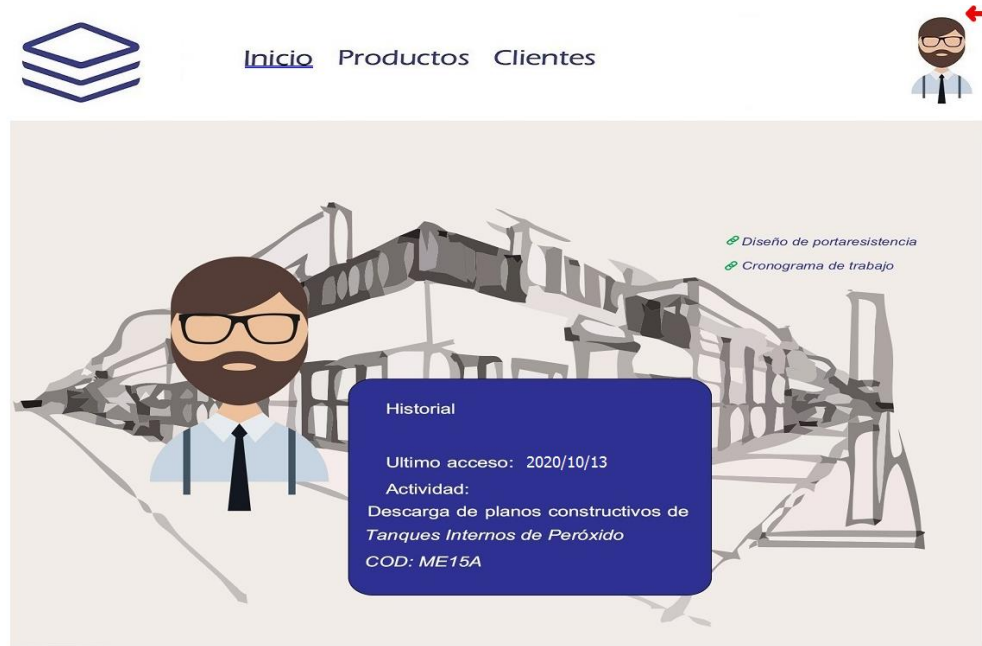 Inicio Productos Clientes
Diseño de portaresistencia
Cronograma de trabajo
Historial
Ultimo acceso: 2020/10/13
Actividad:
Descarga de planos constructivos de
Tanques Internos de Peróxido
COD: ME15A